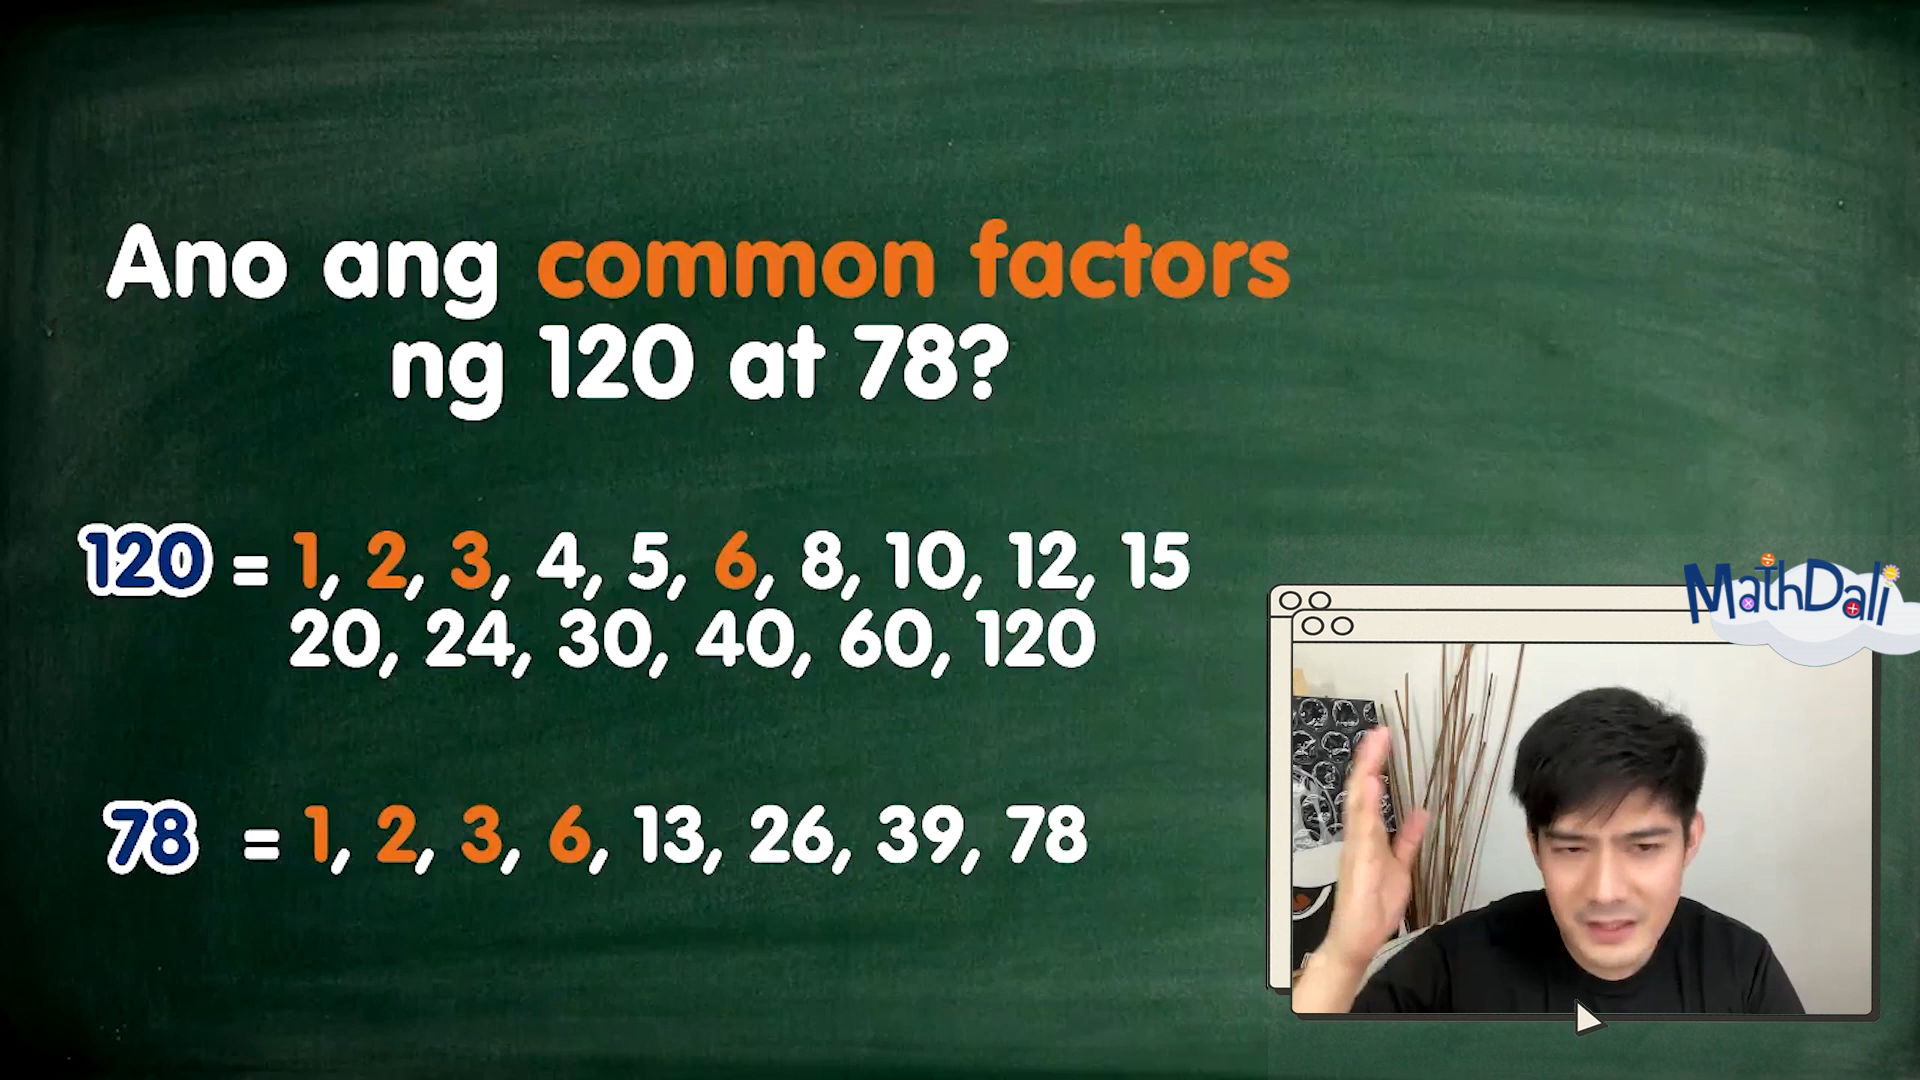 Ano ang common factors
ng 120 at 78?
120 = 1, 2, 3, 4, 5, 6, 8, 10, 12, 15
20, 24, 30, 40, 60, 120
78 = 1, 2, 3, 6, 13, 26, 39, 78
MathDali